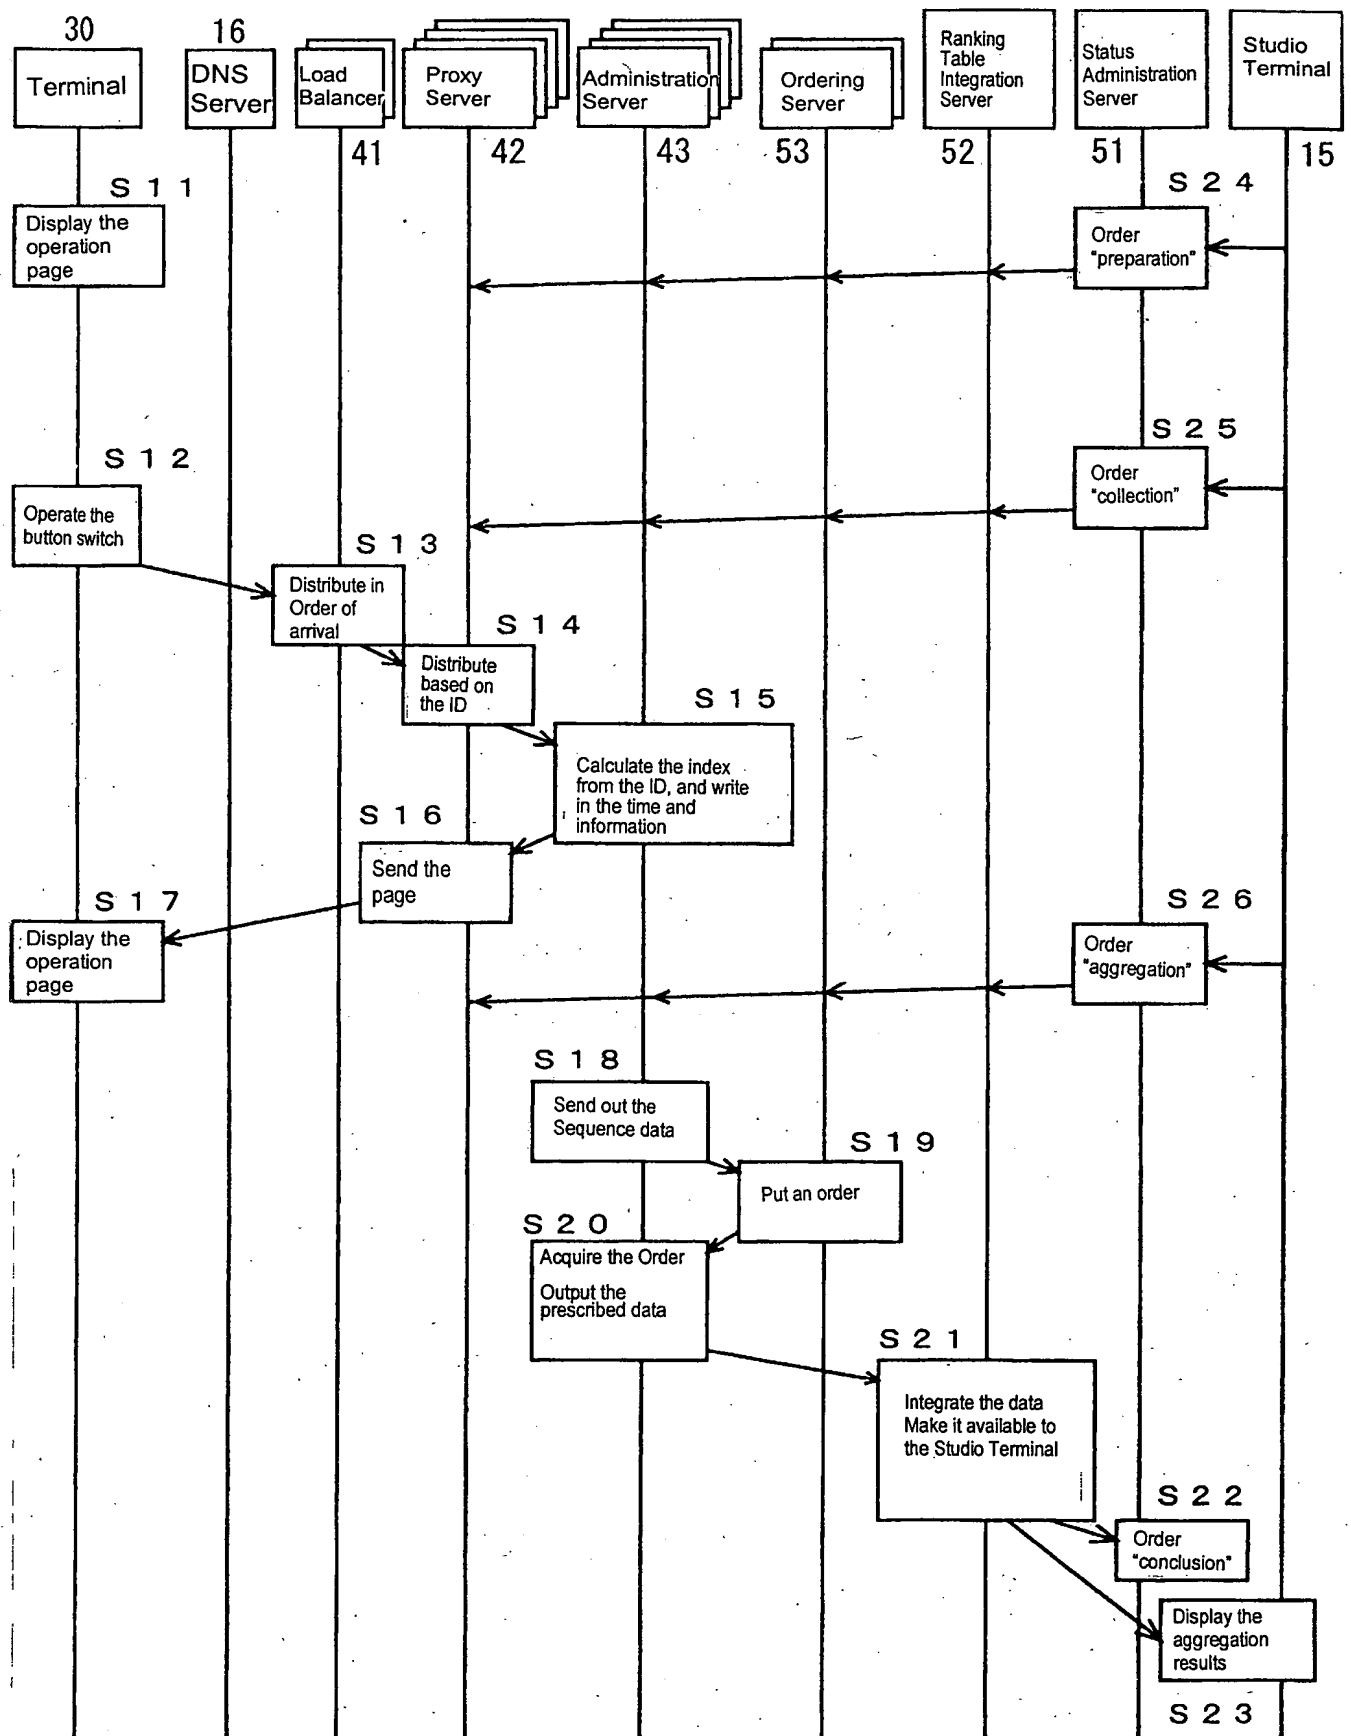 30
16
Terminal
DNS
Server
Load
Balancer
Proxy
Server
Administration
Server
Ordering
Server
Ranking
Table
Integration
Server
Status
Administration
Server
Studio
Terminal
41
42
43
53
52
51
15
S 1 1
Display the
operation
page
S 2 4
Order
"preparation"
S 1 2
Operate the
button switch
S 2 5
Order
"collection"
S 1 3
Distribute in
Order of
arrival
S 1 4
Distribute
based on
the ID
S 1 5
Calculate the index
from the ID, and write
in the time and
information
S 1 6
Send the
page
S 1 7
Display the
operation
page
S 2 6
Order
"aggregation"
S 1 8
Send out the
Sequence data
S 1 9
Put an order
S 2 0
Acquire the Order
Output the
prescribed data
S 2 1
Integrate the data
Make it available to
the Studio Terminal
S 2 2
Order
"conclusion"
Display the
aggregation
results
S 2 3